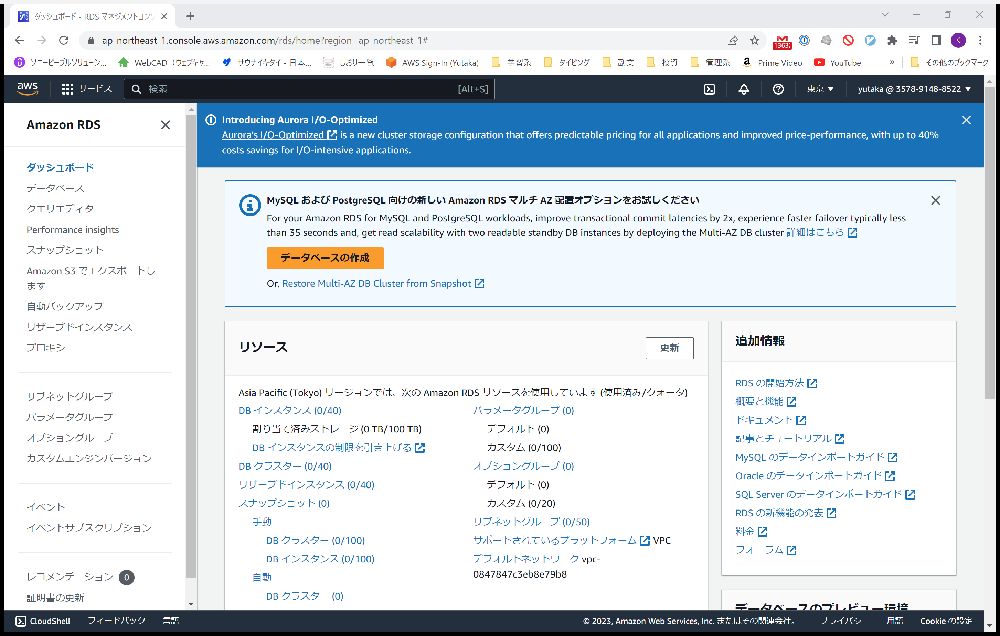 ダッシュボード - RDS マネジメントコンソ
ap-northeast-1.console.aws.amazon.com/rds/home?region=ap-northeast-1#
1363
ソニーピープルソリューシ...
WebCAD（ウェブキャ...
サウナイキタイ - 日本...
しおり一覧
AWS Sign-In (Yutaka)
学習系
タイピング
副業
投資
管理系
Prime Video
YouTube
»
その他のブックマーク
aws
サービス
検索
[Alt+S]
東京
yutaka @ 3578-9148-8522
Amazon RDS
ダッシュボード
データベース
クエリエディタ
Performance insights
スナップショット
Amazon S3 でエクスポートし
ます
自動バックアップ
リザーブドインスタンス
プロキシ
サブネットグループ
パラメータグループ
オプショングループ
カスタムエンジンバージョン
イベント
イベントサブスクリプション
レコメンデーション 0
証明書の更新
Introducing Aurora I/O-Optimized
Aurora’s I/O-Optimized is a new cluster storage configuration that offers predictable pricing for all applications and improved price-performance, with up to 40%
costs savings for I/O-intensive applications.
MySQL および PostgreSQL 向けの新しい Amazon RDS マルチ AZ 配置オプションをお試しください
For your Amazon RDS for MySQL and PostgreSQL workloads, improve transactional commit latencies by 2x, experience faster failover typically less
than 35 seconds and, get read scalability with two readable standby DB instances by deploying the Multi-AZ DB cluster 詳細はこちら
データベースの作成
Or, Restore Multi-AZ DB Cluster from Snapshot
リソース
更新
Asia Pacific (Tokyo) リージョンでは、次の Amazon RDS リソースを使用しています (使用済み/クォータ)
DB インスタンス (0/40)
割り当て済みストレージ (0 TB/100 TB)
DB インスタンスの制限を引き上げる
DB クラスター (0/40)
リザーブドインスタンス (0/40)
スナップショット (0)
手動
DB クラスター (0/100)
DB インスタンス (0/100)
自動
DB クラスター (0)
パラメータグループ (0)
デフォルト (0)
カスタム (0/100)
オプショングループ (0)
デフォルト (0)
カスタム (0/20)
サブネットグループ (0/50)
サポートされているプラットフォーム VPC
デフォルトネットワーク vpc-
0847847c3eb8e79b8
追加情報
RDS の開始方法
概要と機能
ドキュメント
記事とチュートリアル
MySQL のデータインポートガイド
Oracle のデータインポートガイド
SQL Server のデータインポートガイド
RDS の新機能の発表
料金
フォーラム
データベースのプレビュー環境
CloudShell
フィードバック
言語
© 2023, Amazon Web Services, Inc. またはその関連会社。
プライバシー
用語
Cookie の設定